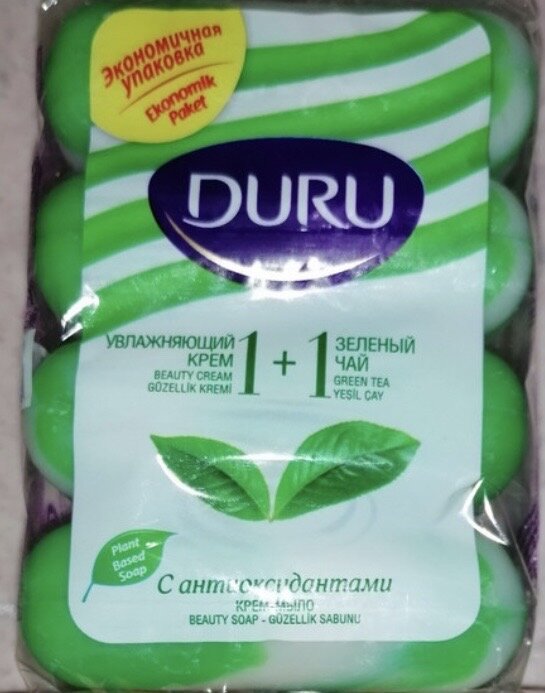 Экономичная
упаковка
Ekonomik
Paket
DURU
УВЛАЖНЯЮЩИЙ
КРЕМ
BEAUTY CREAM
GÜZELLİK KREMİ
1 + 1
ЗЕЛЕНЫЙ
ЧАЙ
GREEN TEA
YEŞİL ÇAY
Plant
Based
Soap
С антиоксидантами
КРЕМ-МЫЛО
BEAUTY SOAP - GÜZELLİK SABUNU